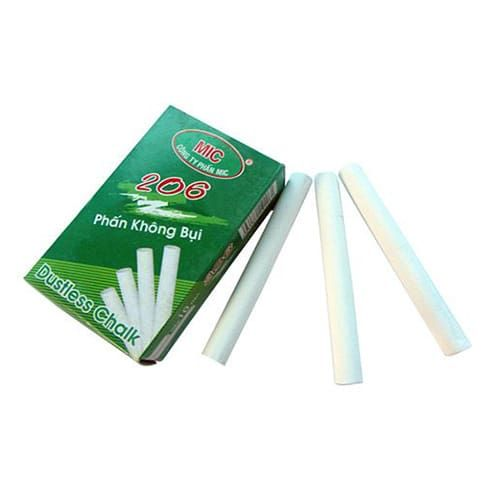 MIC
CÔNG TY PHẤN MIC
®
206
Phấn Không Bụi
Dustless Chalk